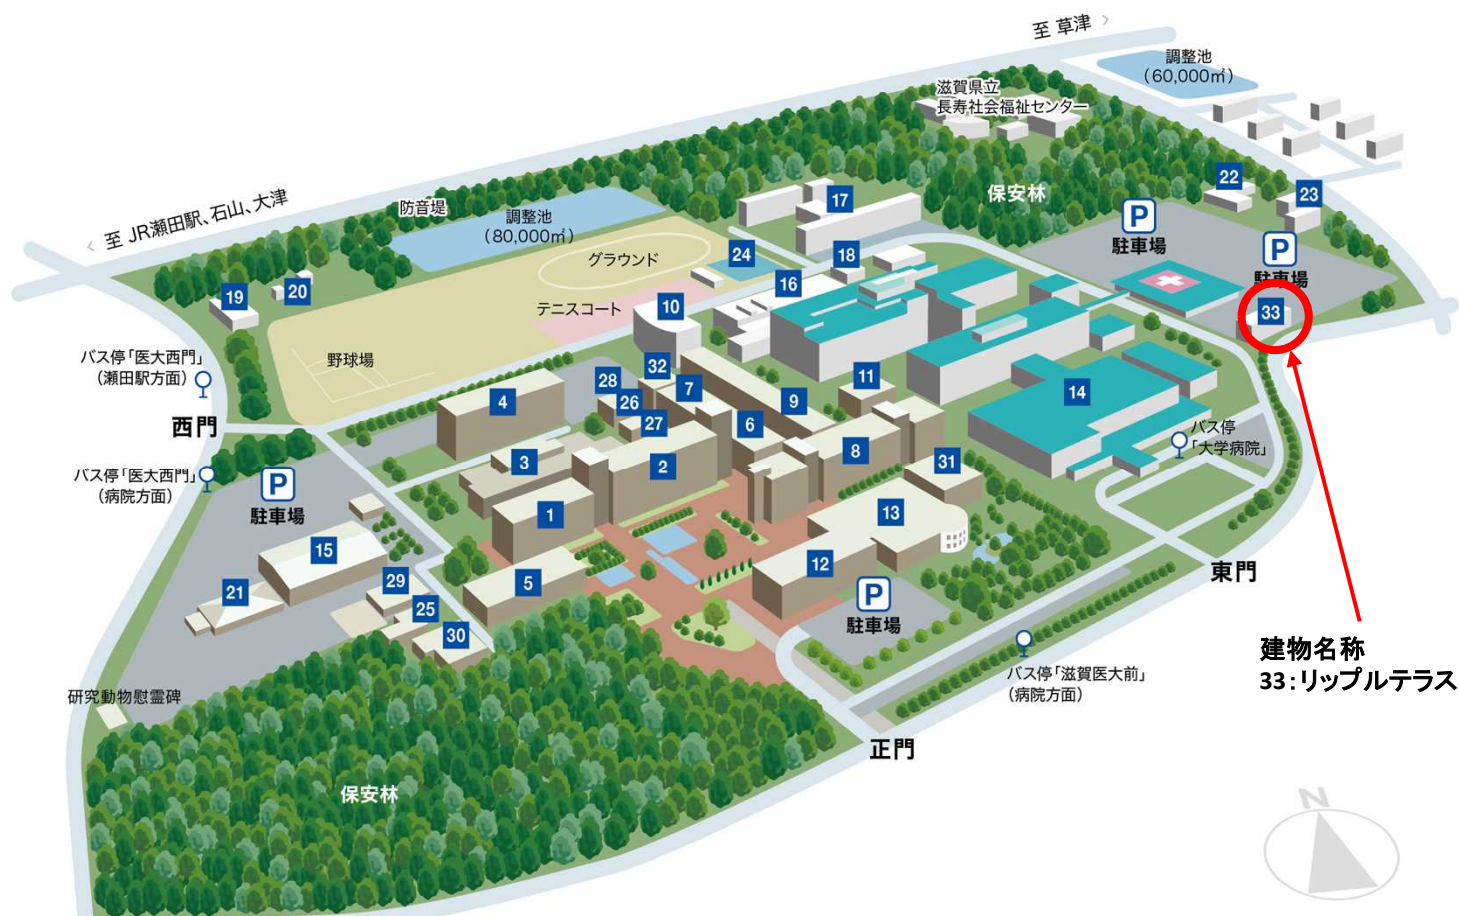 至 草津 〉
調整池
(60,000㎡)
滋賀県立
長寿社会福祉センター
22
23
保安林
17
P
駐車場
P
駐車場
〈 至 JR瀬田駅、石山、大津
防音堤
調整池
(80,000㎡)
グラウンド
24
18
16
19
20
テニスコート
10
33
バス停「医大西門」
(瀬田駅方面)
野球場
西門
4
28
32
7
26
27
9
11
14
6
8
バス停
「大学病院」
バス停「医大西門」
(病院方面)
P
駐車場
3
2
31
1
13
15
12
5
東門
29
21
25
30
P
駐車場
建物名称
33:リップルテラス
バス停「滋賀医大前」
(病院方面)
研究動物慰霊碑
正門
保安林
N